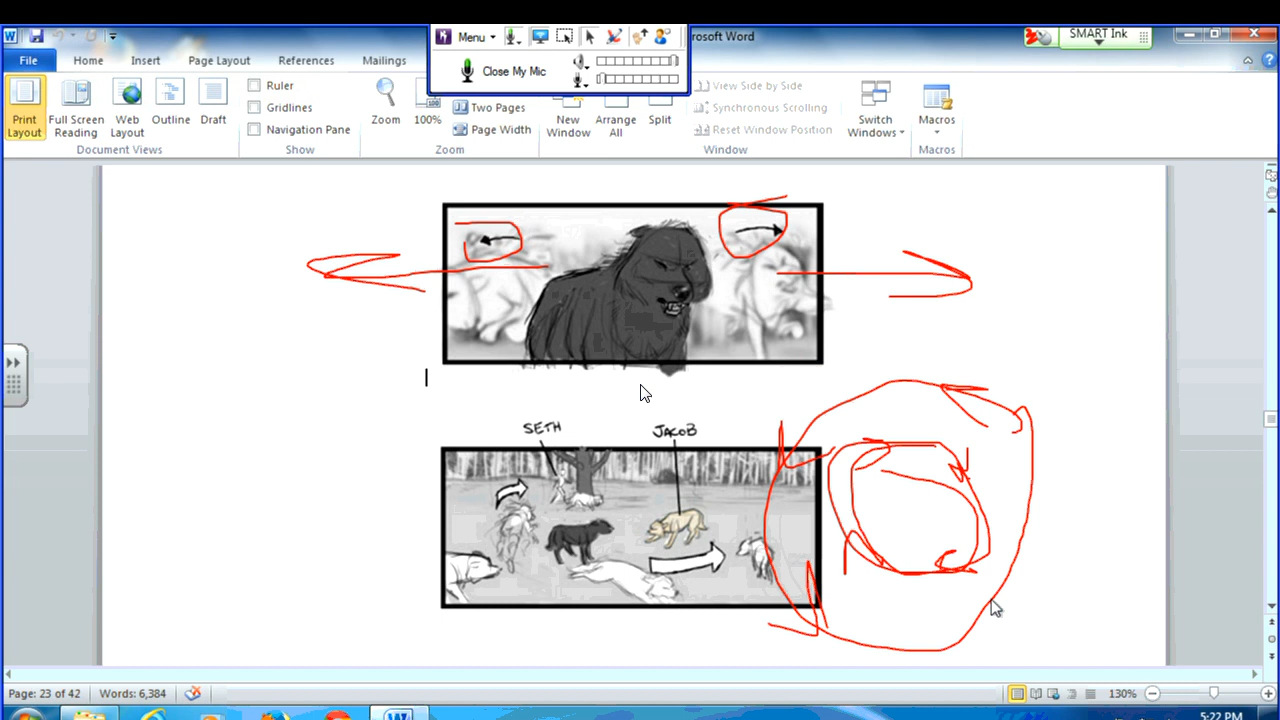 Menu
rosoft Word
SMART Ink
Close My Mic
File
Home
Insert
Page Layout
References
Mailings
Print Layout
Full Screen Reading
Web Layout
Outline
Draft
Document Views
Ruler
Gridlines
Navigation Pane
Show
Zoom
100%
Two Pages
Page Width
Zoom
New Window
Arrange All
Split
View Side by Side
Synchronous Scrolling
Reset Window Position
Window
Switch Windows
Macros
Macros
SETH
JACOB
Page: 23 of 42
Words: 6,384
130%
5:22 PM